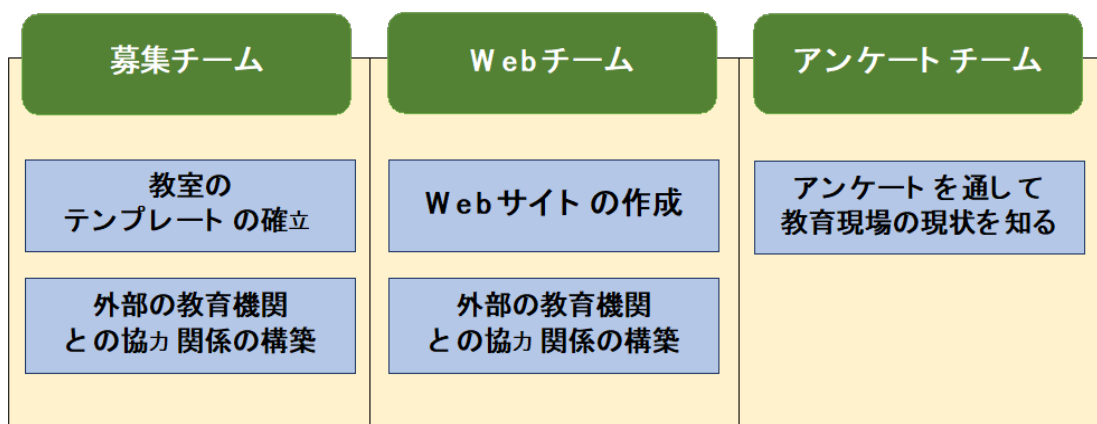 募集チーム
Webチーム
アンケートチーム
教室の
テンプレートの確立
Webサイトの作成
アンケートを通して
教育現場の現状を知る
外部の教育機関
との協力関係の構築
外部の教育機関
との協力関係の構築